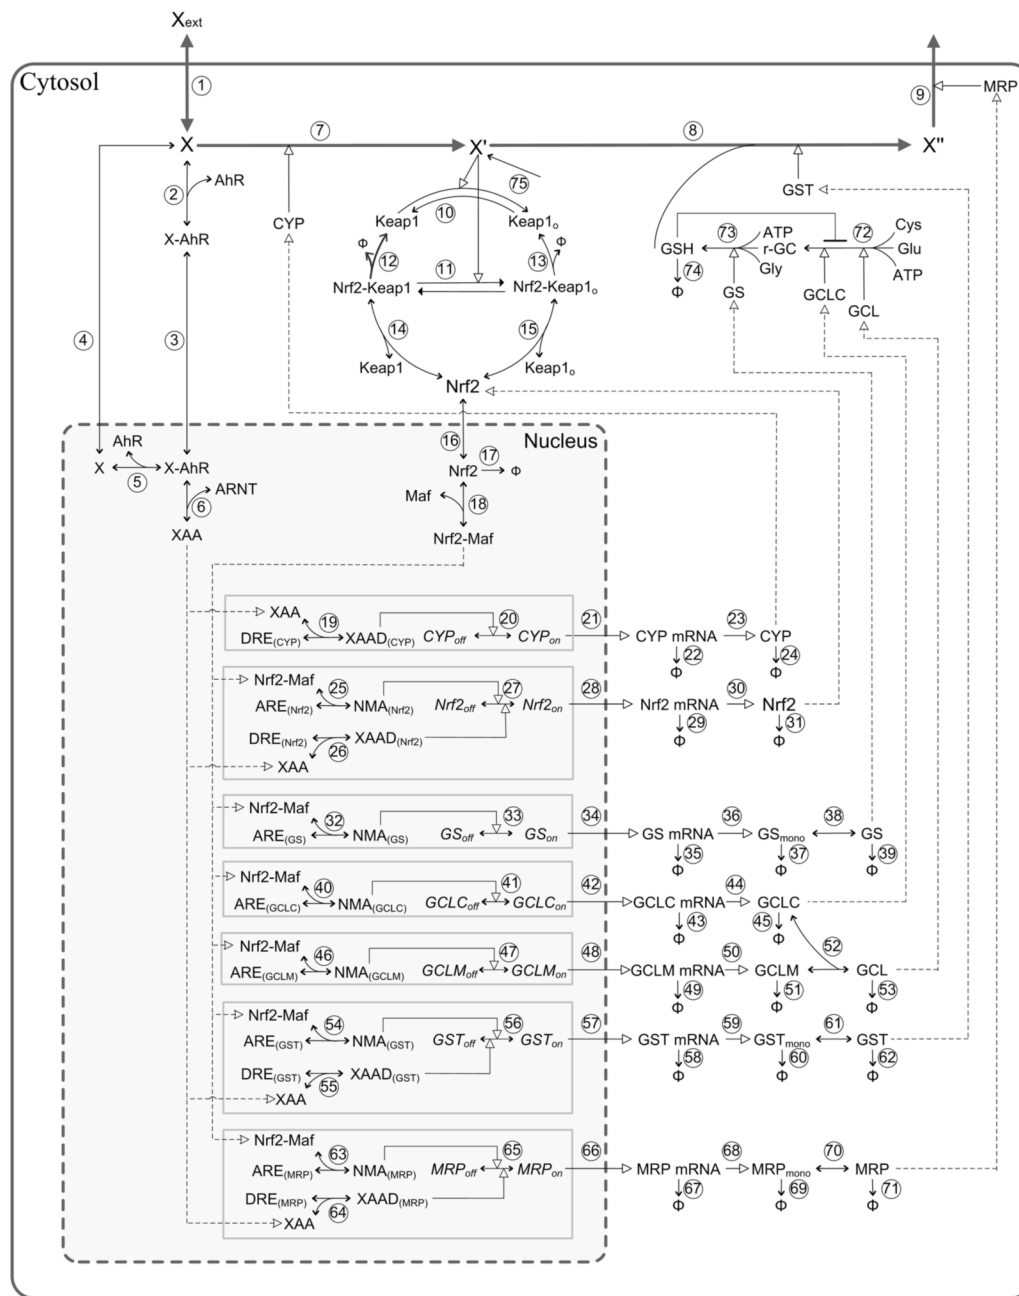 Xext
Cytosol
① ⑨ MRP
X ⑦ X' ⑧ X"
② AhR 75 GST
CYP Keap1 ⑩ Keap1o
X-AhR Φ ⑫ ⑪ ⑬ Φ
Nrf2-Keap1 Nrf2-Keap1o
GSH 73 ATP r-GC 72 Cys
Glu
74 Gly ATP
Φ GS GCLC GCL
④ ③ ⑭ ⑮
Keap1 Keap1o
Nrf2
⑯ Nucleus
AhR
X ⑤ X-AhR Nrf2 ⑰ Φ
⑥ ARNT Maf ⑱
XAA Nrf2-Maf
XAA ⑲ ⑳ 21 23
DRE(CYP) XAAD(CYP) CYPoff CYPon CYP mRNA CYP
22 24
Φ Φ
Nrf2-Maf 25 27 28 30
ARE(Nrf2) NMA(Nrf2) Nrf2off Nrf2on Nrf2 mRNA Nrf2
29 31
DRE(Nrf2) XAAD(Nrf2) Φ Φ
26
XAA
Nrf2-Maf 32 33 34 36 38
ARE(GS) NMA(GS) GSoff GSon GS mRNA GSmono GS
35 37 39
Φ Φ Φ
Nrf2-Maf 40 41 42 44
ARE(GCLC) NMA(GCLC) GCLCoff GCLCon GCLC mRNA GCLC
43 45
Φ Φ
Nrf2-Maf 46 47 48 50 52
ARE(GCLM) NMA(GCLM) GCLMoff GCLMon GCLM mRNA GCLM GCL
49 51 53
Φ Φ Φ
Nrf2-Maf 54 56 57 59 61
ARE(GST) NMA(GST) GSToff GSTon GST mRNA GSTmono GST
58 60 62
DRE(GST) XAAD(GST) Φ Φ Φ
55
XAA
Nrf2-Maf 63 65 66 68 70
ARE(MRP) NMA(MRP) MRPoff MRPon MRP mRNA MRPmono MRP
67 69 71
DRE(MRP) XAAD(MRP) Φ Φ Φ
64
XAA